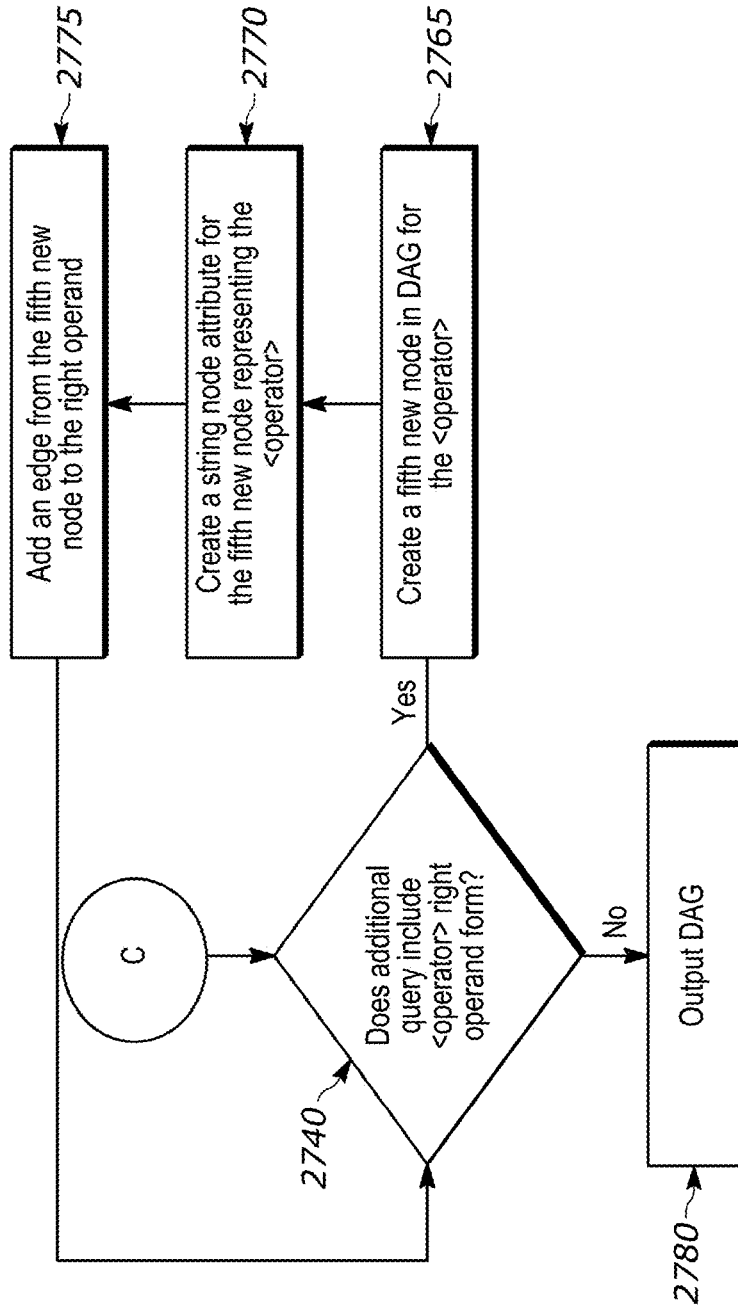 C
2740
Does additional
query include
<operator> right
operand form?
Yes
Create a fifth new node in DAG for
the <operator>
2765
Create a string node attribute for
the fifth new node representing the
<operator>
2770
Add an edge from the fifth new
node to the right operand
2775
No
Output DAG
2780